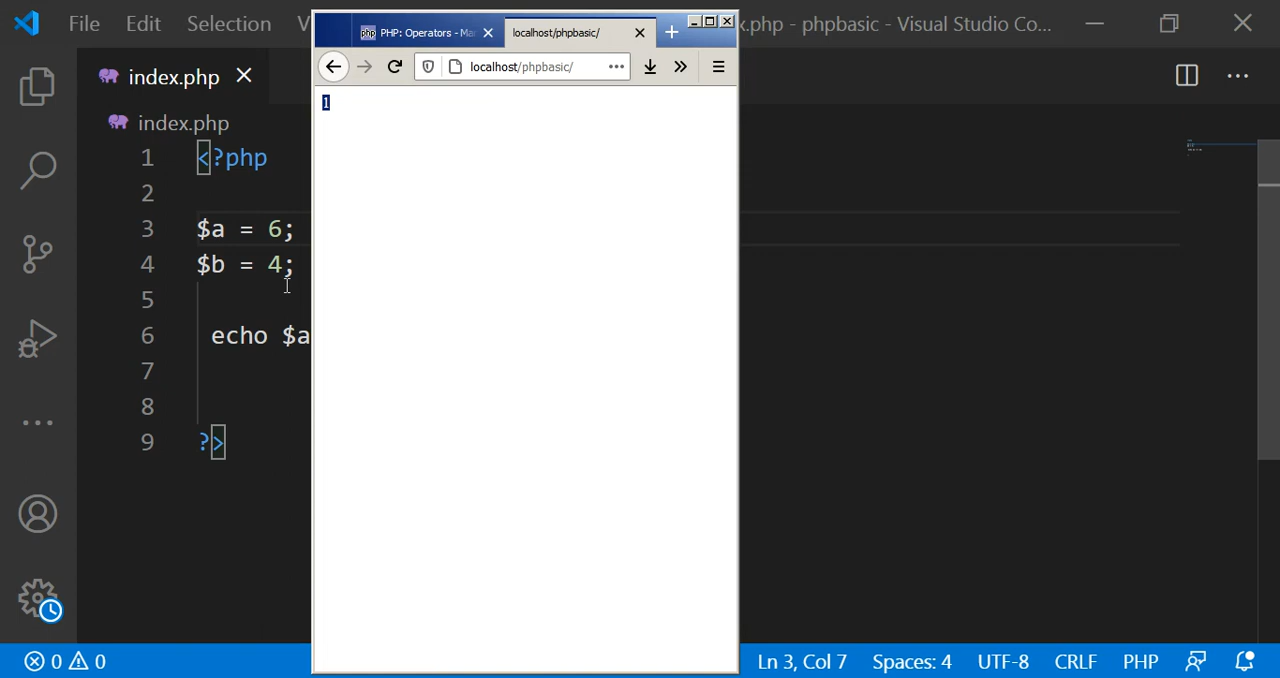 File Edit Selection V
.php - phpbasic - Visual Studio Co...
PHP: Operators - Ma
localhost/phpbasic/
localhost/phpbasic/
1
index.php
index.php
1 <?php
2
3 $a = 6;
4 $b = 4;
5
6 echo $a
7
8
9 ?>
0 0
Ln 3, Col 7 Spaces: 4 UTF-8 CRLF PHP